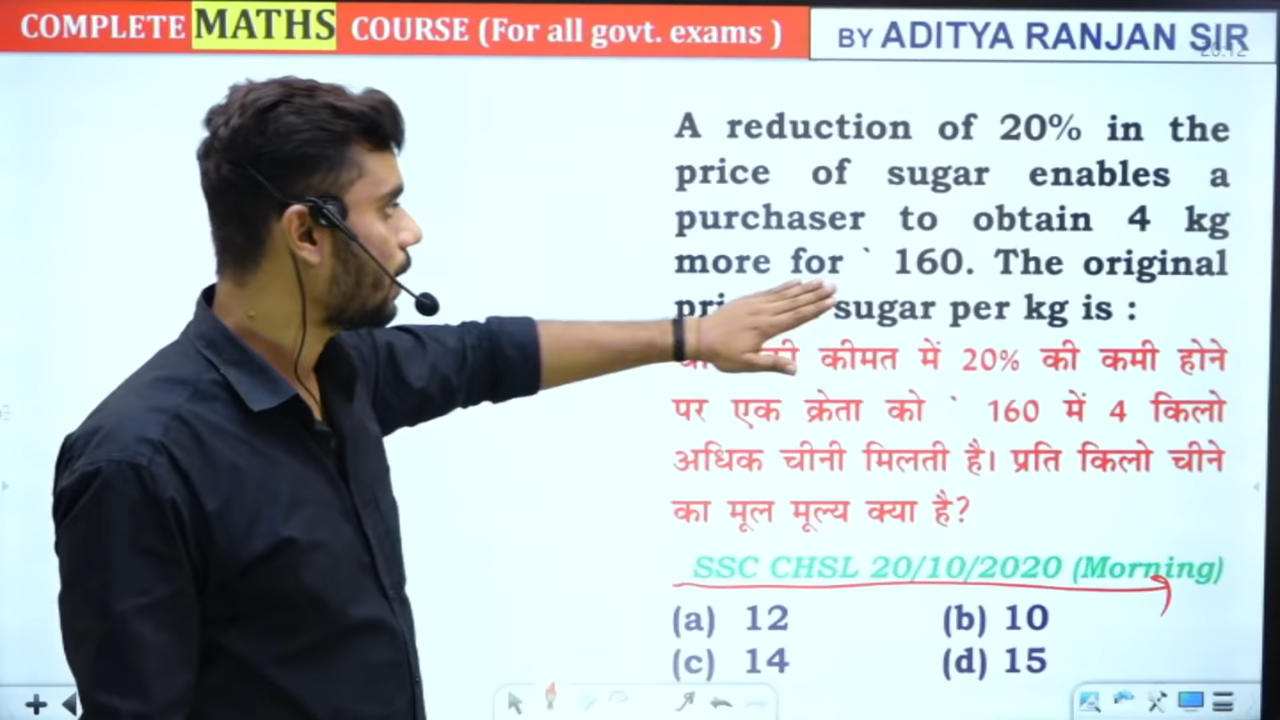 COMPLETE MATHS COURSE (For all govt. exams )
BY ADITYA RANJAN SIR
20:12
A reduction of 20% in the
price of sugar enables a
purchaser to obtain 4 kg
more for ` 160. The original
sugar per kg is :
कीमत में 20% की कमी होने
पर एक क्रेता को ` 160 में 4 किलो
अधिक चीनी मिलती है। प्रति किलो चीने
का मूल मूल्य क्या है?
SSC CHSL 20/10/2020 (Morning)
(a) 12 (b) 10
(c) 14 (d) 15